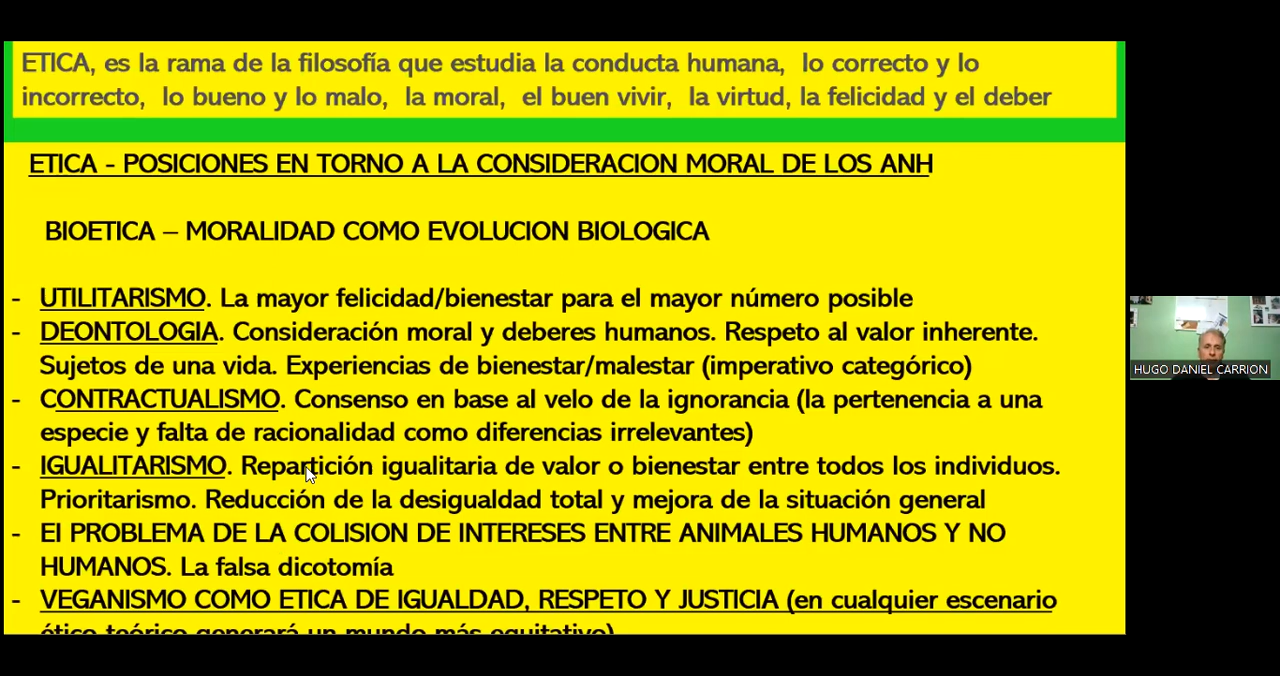 ETICA, es la rama de la filosofía que estudia la conducta humana, lo correcto y lo
incorrecto, lo bueno y lo malo, la moral, el buen vivir, la virtud, la felicidad y el deber
ETICA - POSICIONES EN TORNO A LA CONSIDERACION MORAL DE LOS ANH
BIOETICA – MORALIDAD COMO EVOLUCION BIOLOGICA
- UTILITARISMO. La mayor felicidad/bienestar para el mayor número posible
- DEONTOLOGIA. Consideración moral y deberes humanos. Respeto al valor inherente.
Sujetos de una vida. Experiencias de bienestar/malestar (imperativo categórico)
- CONTRACTUALISMO. Consenso en base al velo de la ignorancia (la pertenencia a una
especie y falta de racionalidad como diferencias irrelevantes)
- IGUALITARISMO. Repartición igualitaria de valor o bienestar entre todos los individuos.
Prioritarismo. Reducción de la desigualdad total y mejora de la situación general
- El PROBLEMA DE LA COLISION DE INTERESES ENTRE ANIMALES HUMANOS Y NO
HUMANOS. La falsa dicotomía
- VEGANISMO COMO ETICA DE IGUALDAD, RESPETO Y JUSTICIA (en cualquier escenario
ético teórico generará un mundo más equitativo)
HUGO DANIEL CARRION